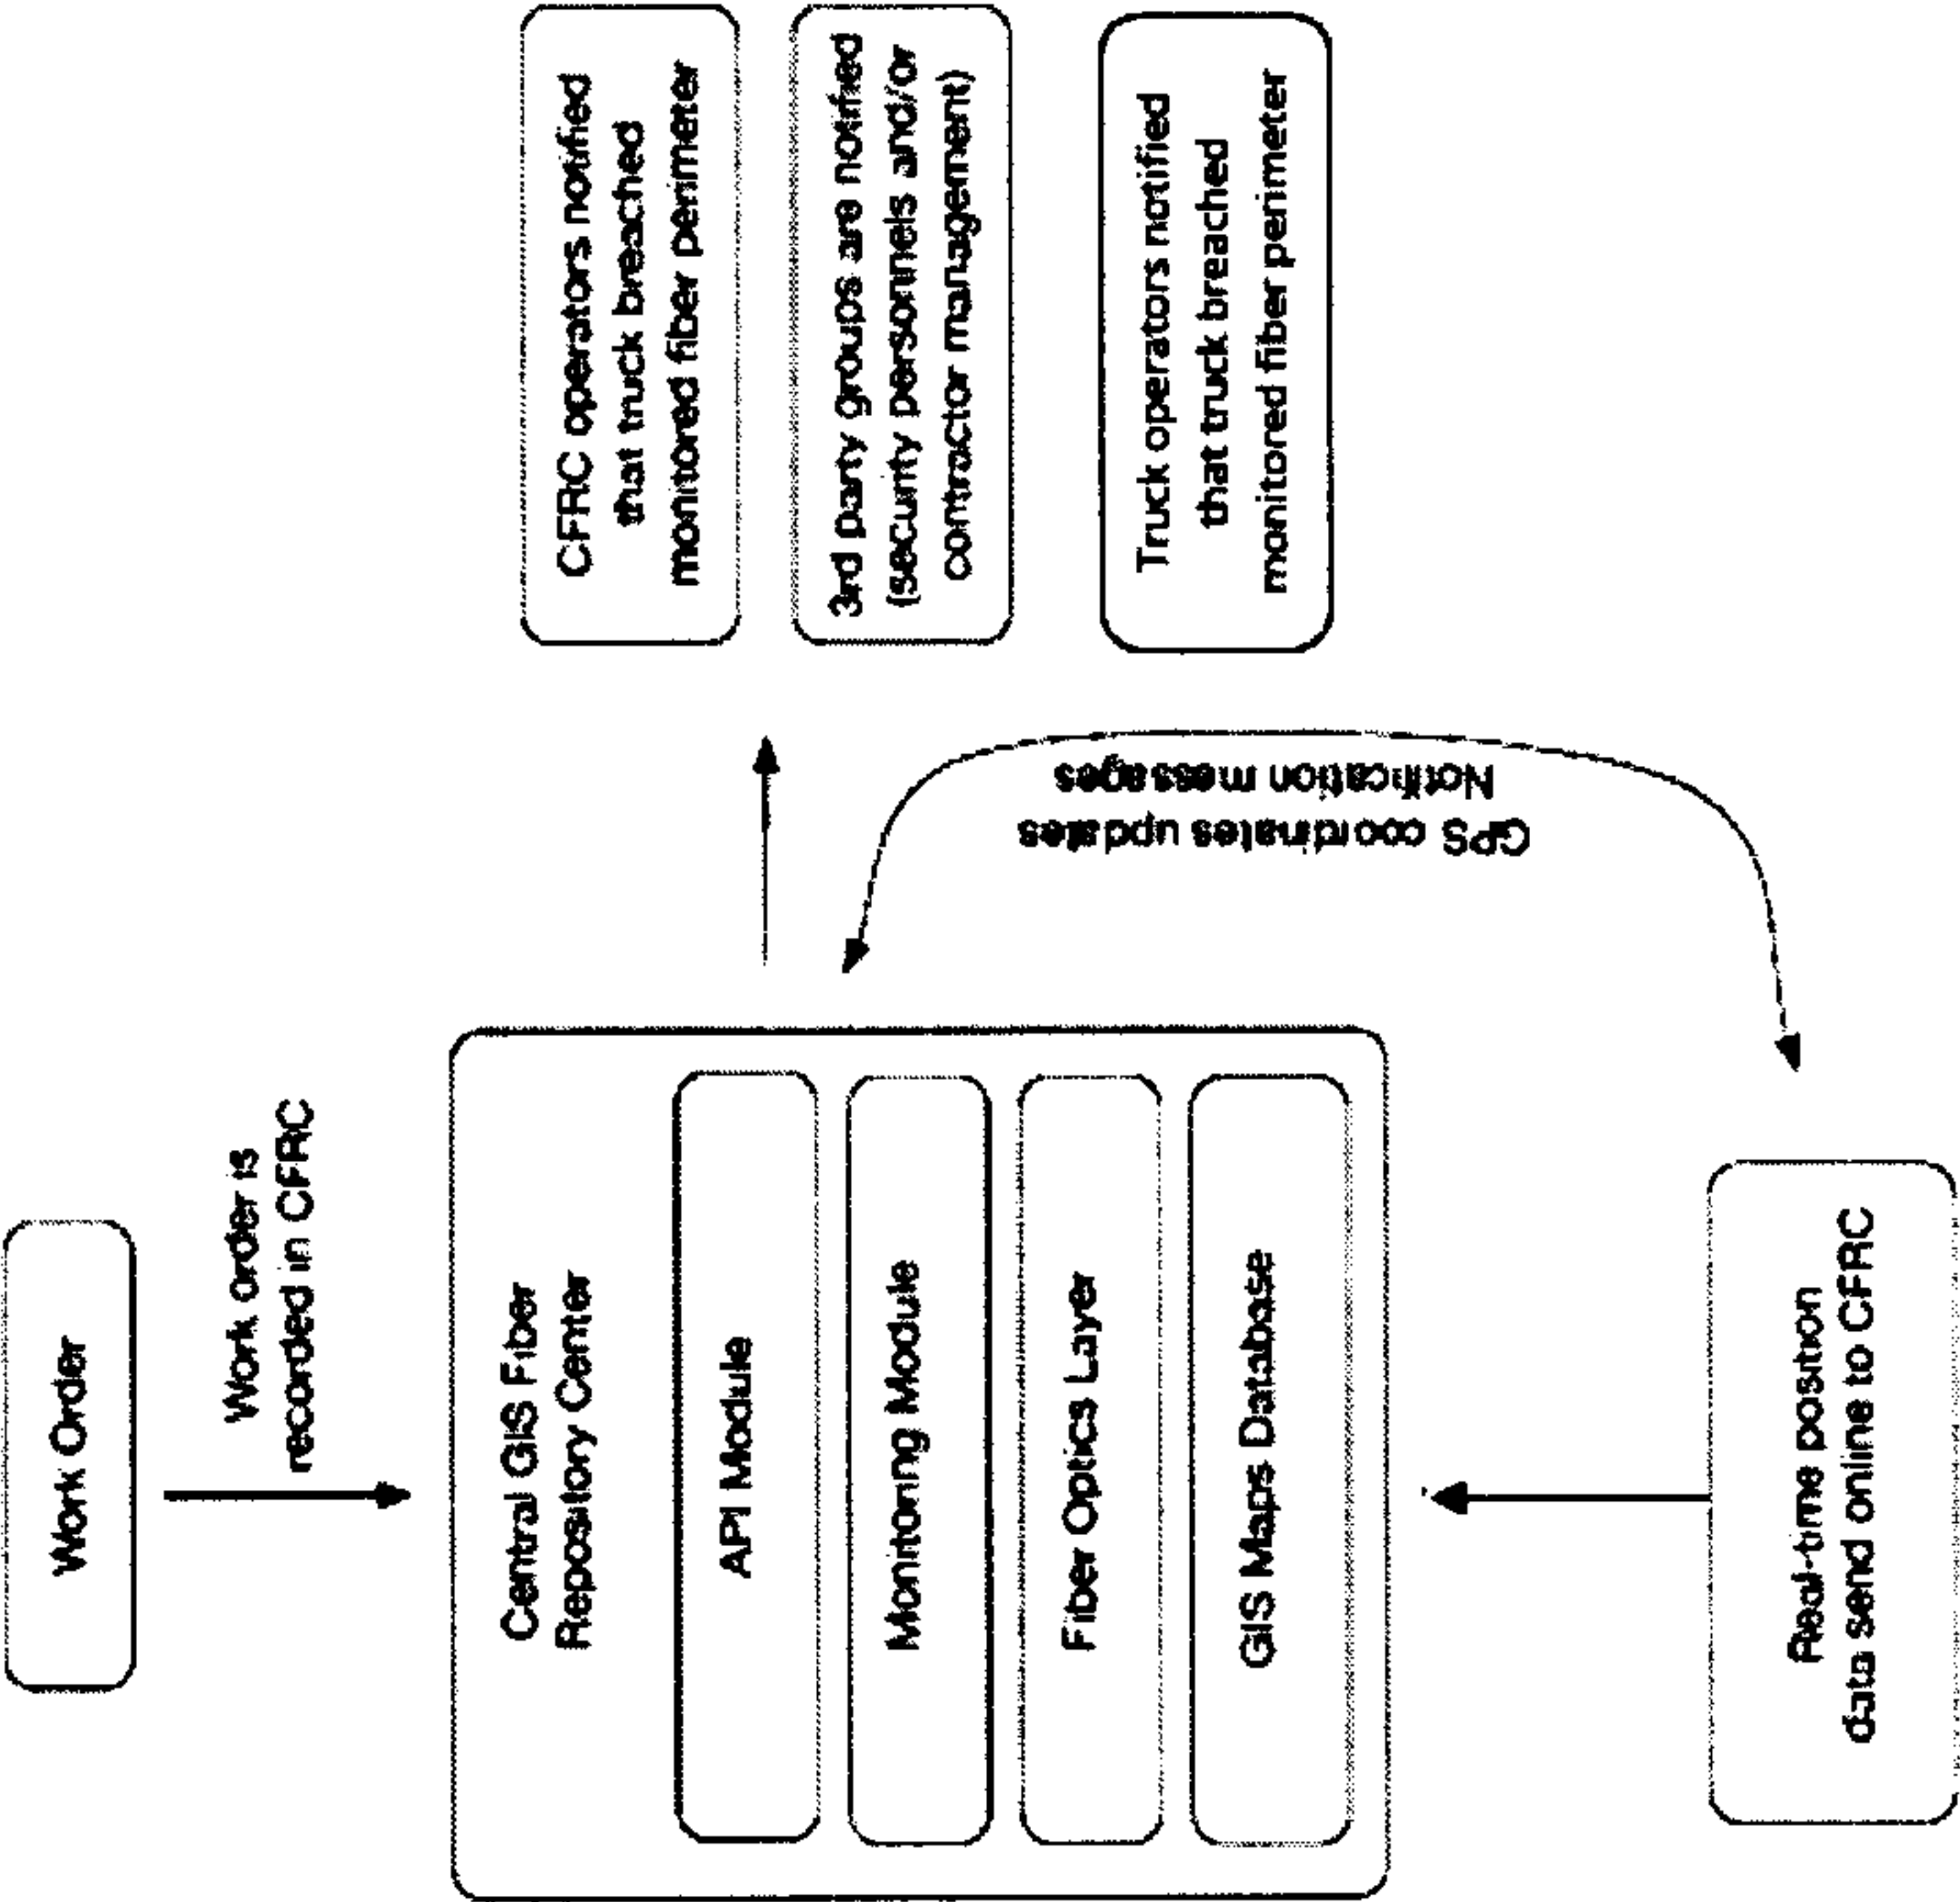 Work Order
Work order is
recorded in CFRC
Central GIS Fiber
Repository Center
API Module
Monitoring Module
Fiber Optics Layer
GIS Maps Database
Real-time position
data send online to CFRC
Notification messages
GPS coordinates updates
CFRC operators notified
that truck breached
monitored fiber perimeter
3rd party groups are notified
(security personnels and/or
contractor management)
Truck operators notified
that truck breached
monitored fiber perimeter